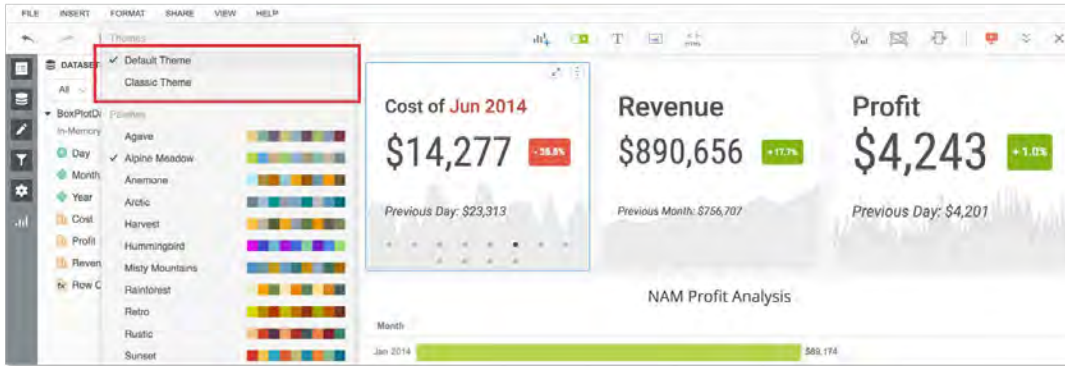 FILE INSERT FORMAT SHARE VIEW HELP
Themes
Default Theme
Classic Theme
DATASET
All
BoxPlotDa
In-Memory
Day
Month
Year
Cost
Profit
Reven
Row C
Palettes
Agave
Alpine Meadow
Anemone
Arctic
Harvest
Hummingbird
Misty Mountains
Rainforest
Retro
Rustic
Sunset
T
HTML
Cost of Jun 2014
$14,277
- 38.8%
Previous Day: $23,313
Revenue
$890,656
+ 17.7%
Previous Month: $756,707
Profit
$4,243
+ 1.0%
Previous Day: $4,201
NAM Profit Analysis
Month
Jan 2014
$89,174